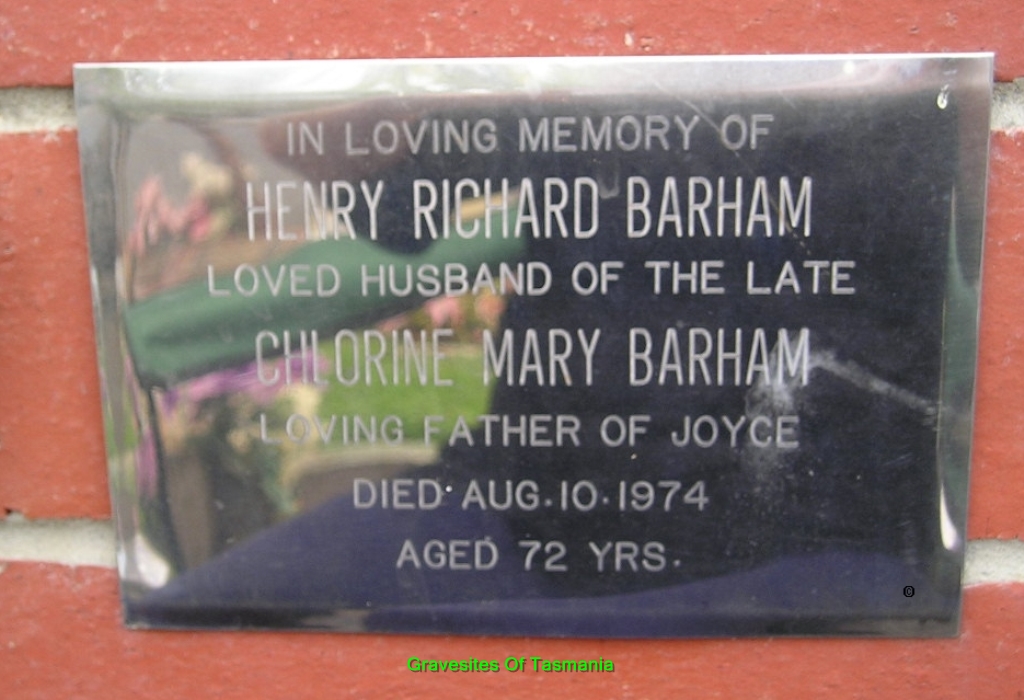 IN LOVING MEMORY OF
HENRY RICHARD BARHAM
LOVED HUSBAND OF THE LATE
CHLORINE MARY BARHAM
LOVING FATHER OF JOYCE
DIED AUG. 10. 1974
AGED 72 YRS.
©
Gravesites Of Tasmania